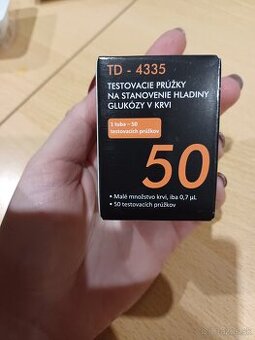 TD - 4335
TESTOVACIE PRÚŽKY
NA STANOVENIE HLADINY
GLUKÓZY V KRVI
1 tuba – 50
testovacích prúžkov
50
• Malé množstvo krvi, iba 0,7 µl.
• 50 testovacích prúžkov